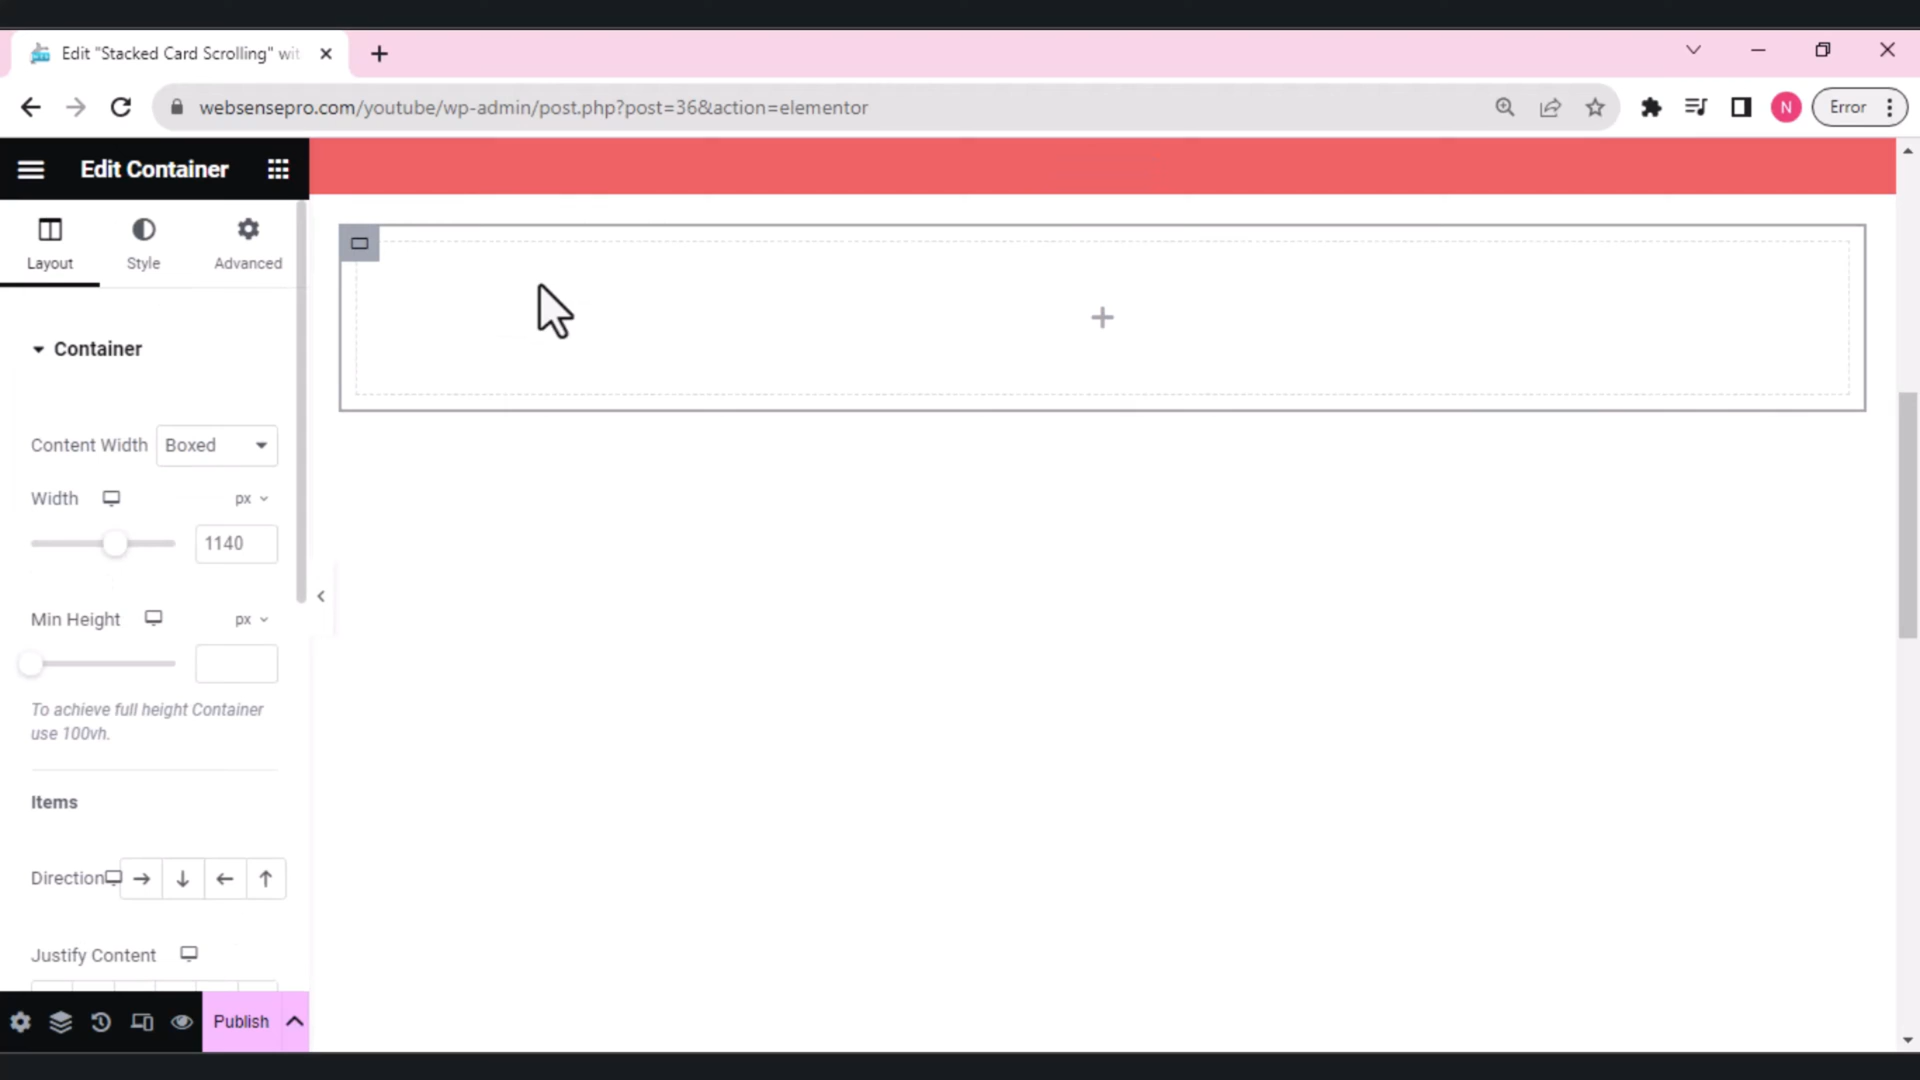 Edit "Stacked Card Scrolling" wit
websensepro.com/youtube/wp-admin/post.php?post=36&action=elementor
N
Error
Edit Container
Layout
Style
Advanced
Container
Content Width
Boxed
Width
px
1140
Min Height
px
To achieve full height Container
use 100vh.
Items
Direction
Justify Content
Publish